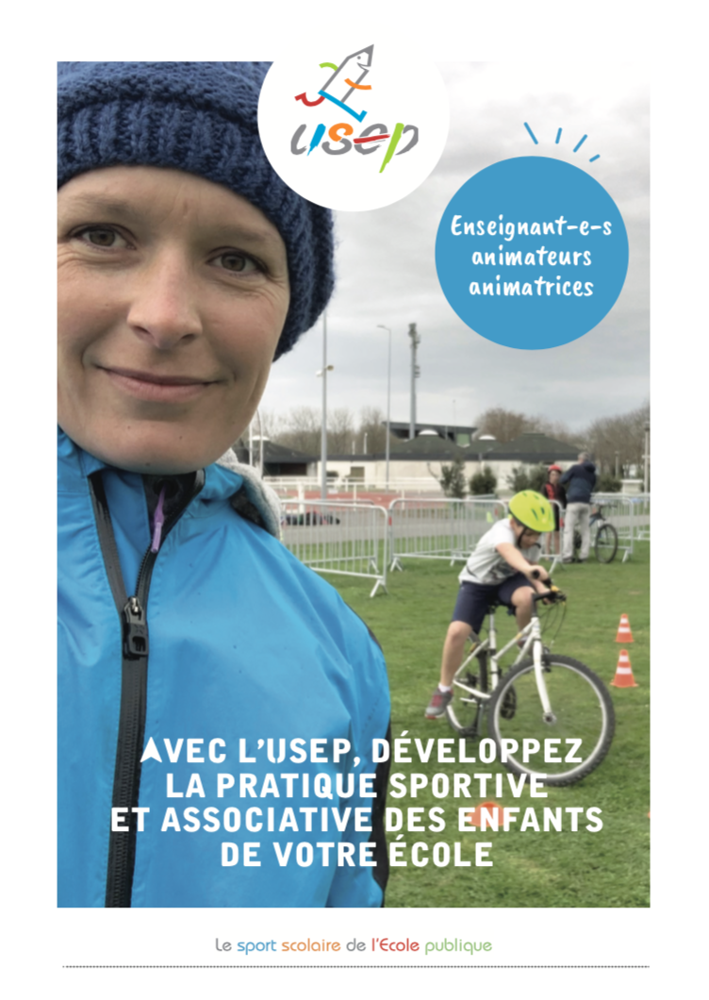 usep
Enseignant-e-s
animateurs
animatrices
AVEC L'USEP, DÉVELOPPEZ
LA PRATIQUE SPORTIVE
ET ASSOCIATIVE DES ENFANTS
DE VOTRE ÉCOLE
Le sport scolaire de l'Ecole publique